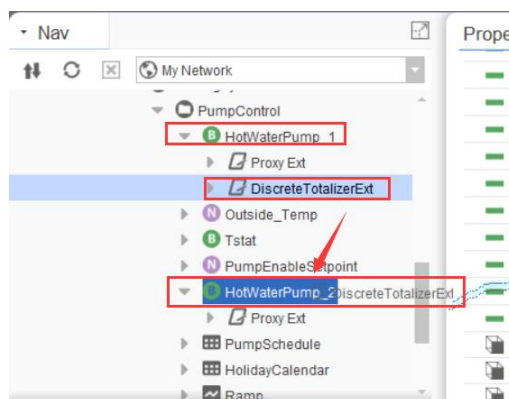 Nav
Prope
My Network
PumpControl
B HotWaterPump_1
Proxy Ext
DiscreteTotalizerExt
N Outside_Temp
B Tstat
N PumpEnableSetpoint
B HotWaterPump_2 DiscreteTotalizerExt
Proxy Ext
PumpSchedule
HolidayCalendar
Ramp